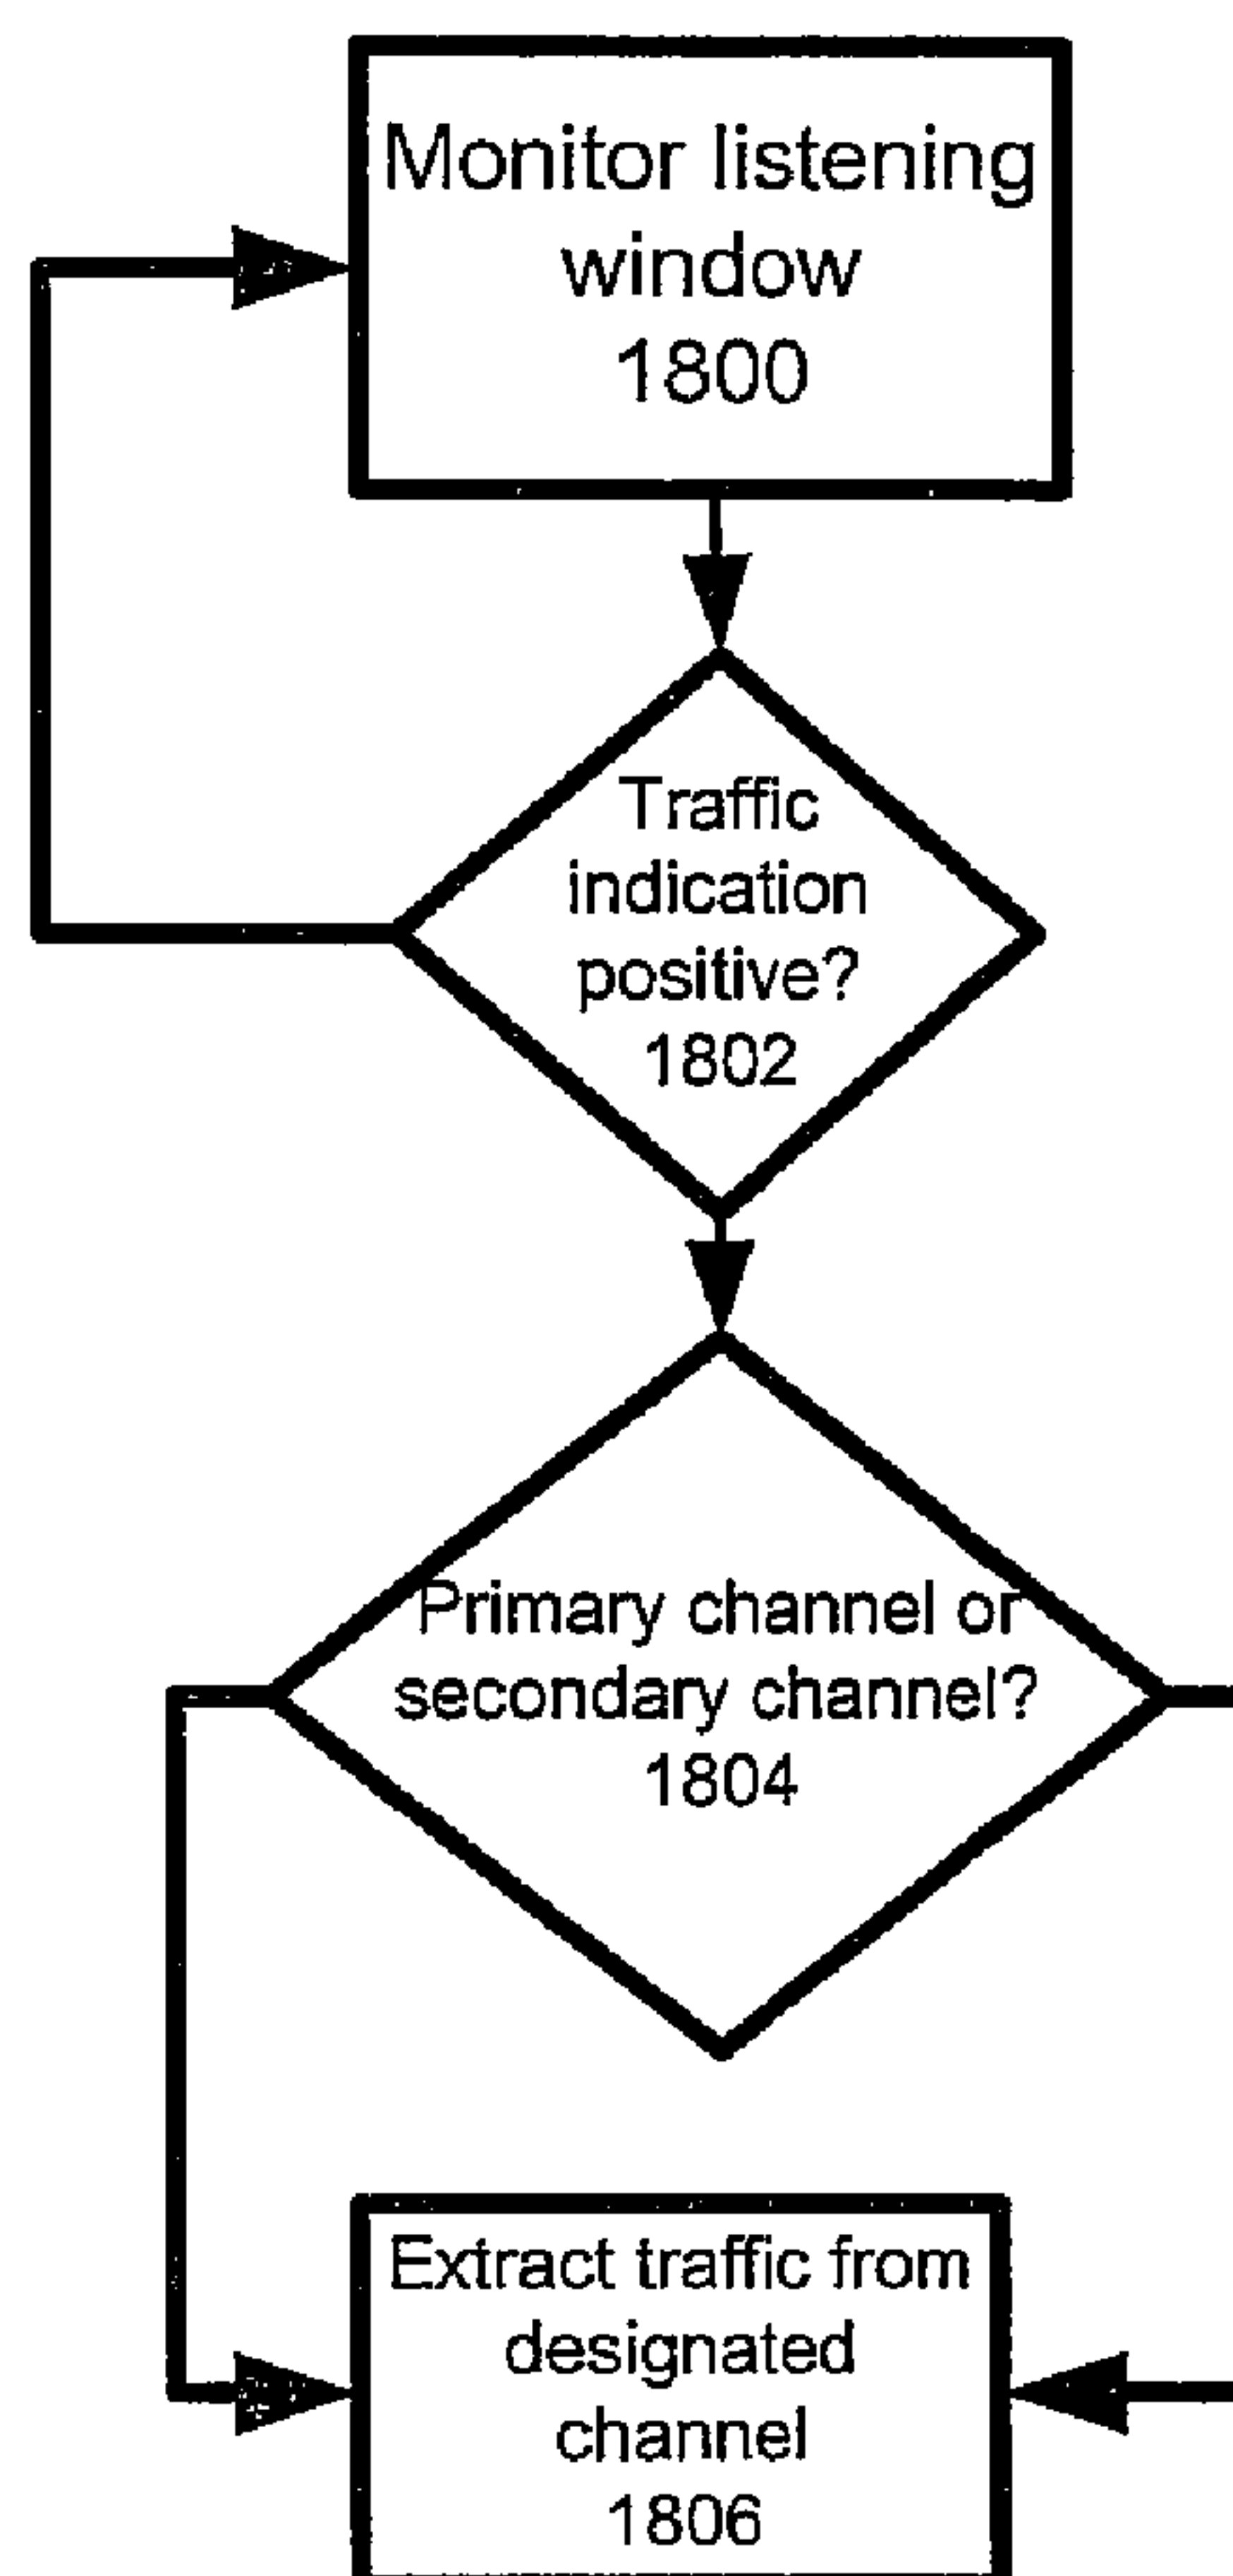 Monitor listening
window
1800
Traffic
indication
positive?
1802
Primary channel or
secondary channel?
1804
Extract traffic from
designated
channel
1806